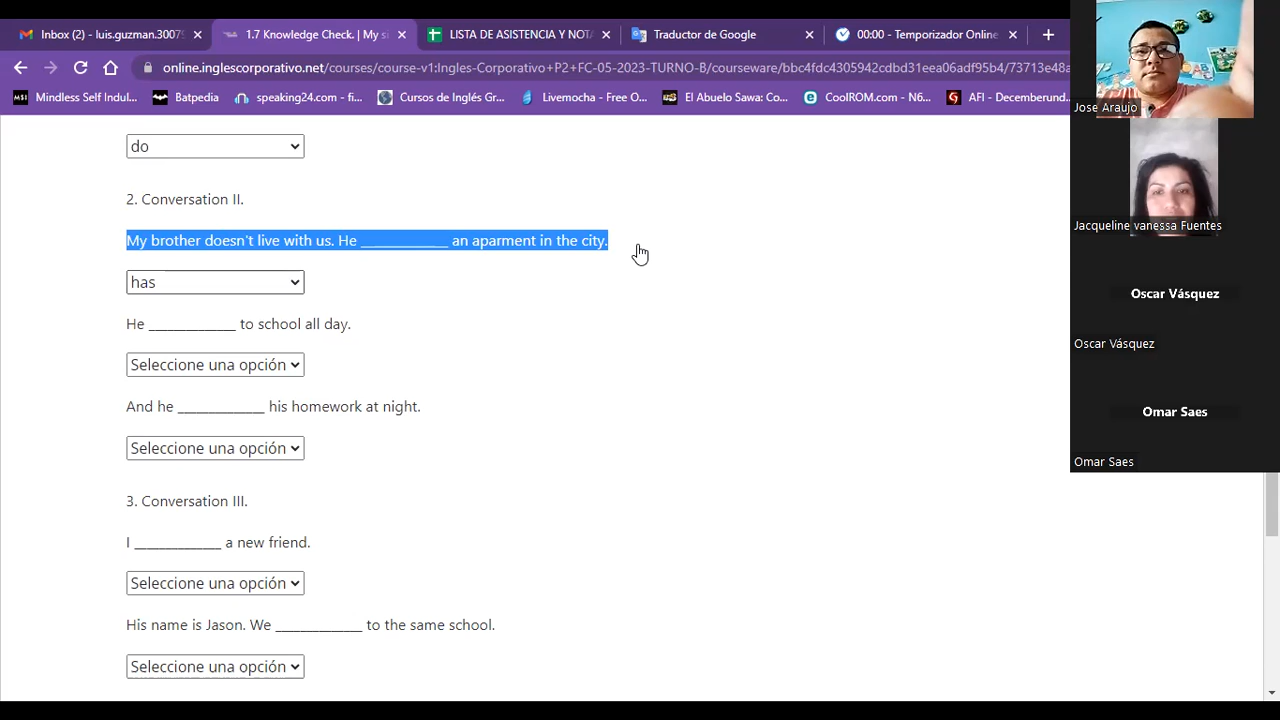 Inbox (2) - luis.guzman.3007
1.7 Knowledge Check. | My s
LISTA DE ASISTENCIA Y NOTA
Traductor de Google
00:00 - Temporizador Online
online.inglescorporativo.net/courses/course-v1:Ingles-Corporativo+P2+FC-05-2023-TURNO-B/courseware/bbc4fdc4305942cdbd31eea06adf95b4/73713e48a
Mindless Self Indul...
Batpedia
speaking24.com - fi...
Cursos de Inglés Gr...
Livemocha - Free O...
El Abuelo Sawa: Co...
CoolROM.com - N6...
AFI - Decemberund...
do
2. Conversation II.
My brother doesn't live with us. He ______________ an aparment in the city.
has
He ______________ to school all day.
Seleccione una opción
And he ______________ his homework at night.
Seleccione una opción
3. Conversation III.
I ______________ a new friend.
Seleccione una opción
His name is Jason. We ______________ to the same school.
Seleccione una opción
Jose Araujo
Jacqueline vanessa Fuentes
Oscar Vásquez
Oscar Vásquez
Omar Saes
Omar Saes